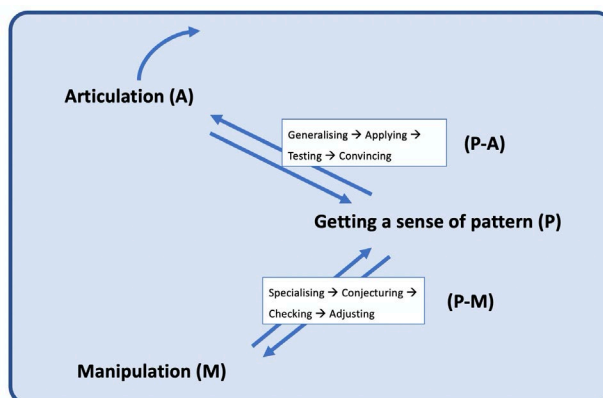 Articulation (A)
Generalising → Applying →
Testing → Convincing
(P-A)
Getting a sense of pattern (P)
Specialising → Conjecturing →
Checking → Adjusting
(P-M)
Manipulation (M)